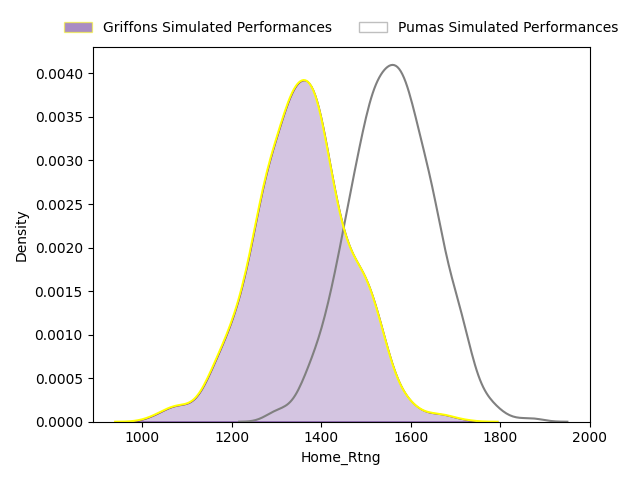 Griffons Simulated Performances
Pumas Simulated Performances
0.0040
0.0035
0.0030
0.0025
0.0020
0.0015
0.0010
0.0005
0.0000
Density
1000 1200 1400 1600 1800 2000
Home_Rtng